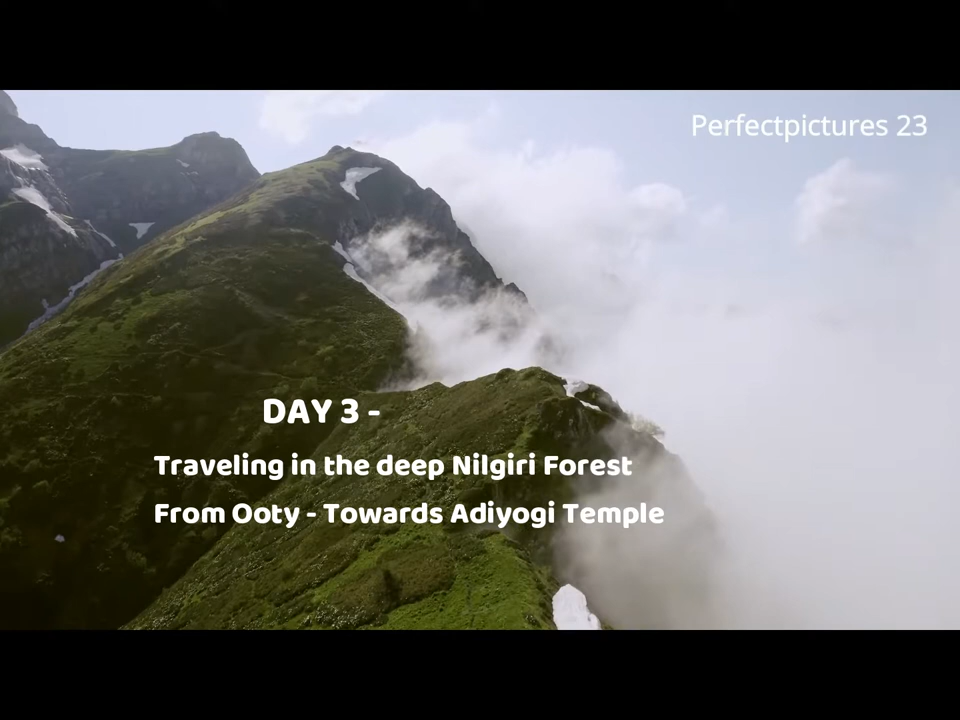 Perfectpictures 23
DAY 3 -
Traveling in the deep Nilgiri Forest
From Ooty - Towards Adiyogi Temple